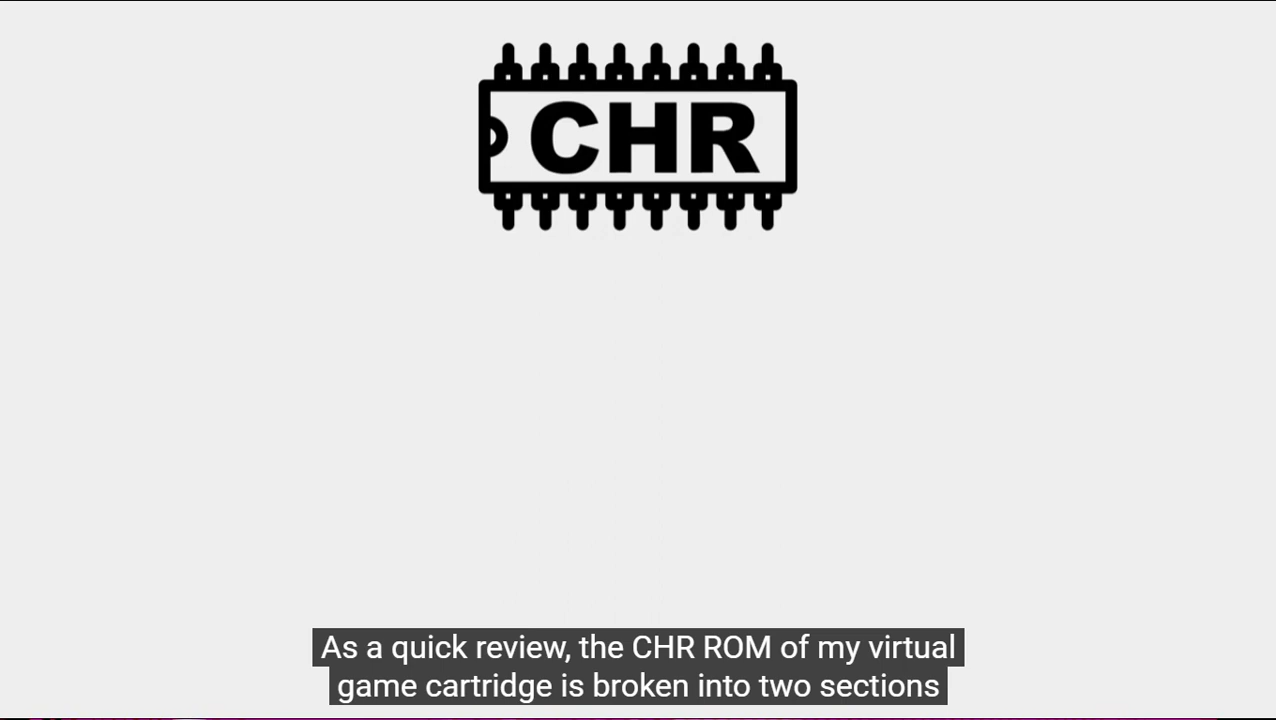 CHR
As a quick review, the CHR ROM of my virtual
game cartridge is broken into two sections